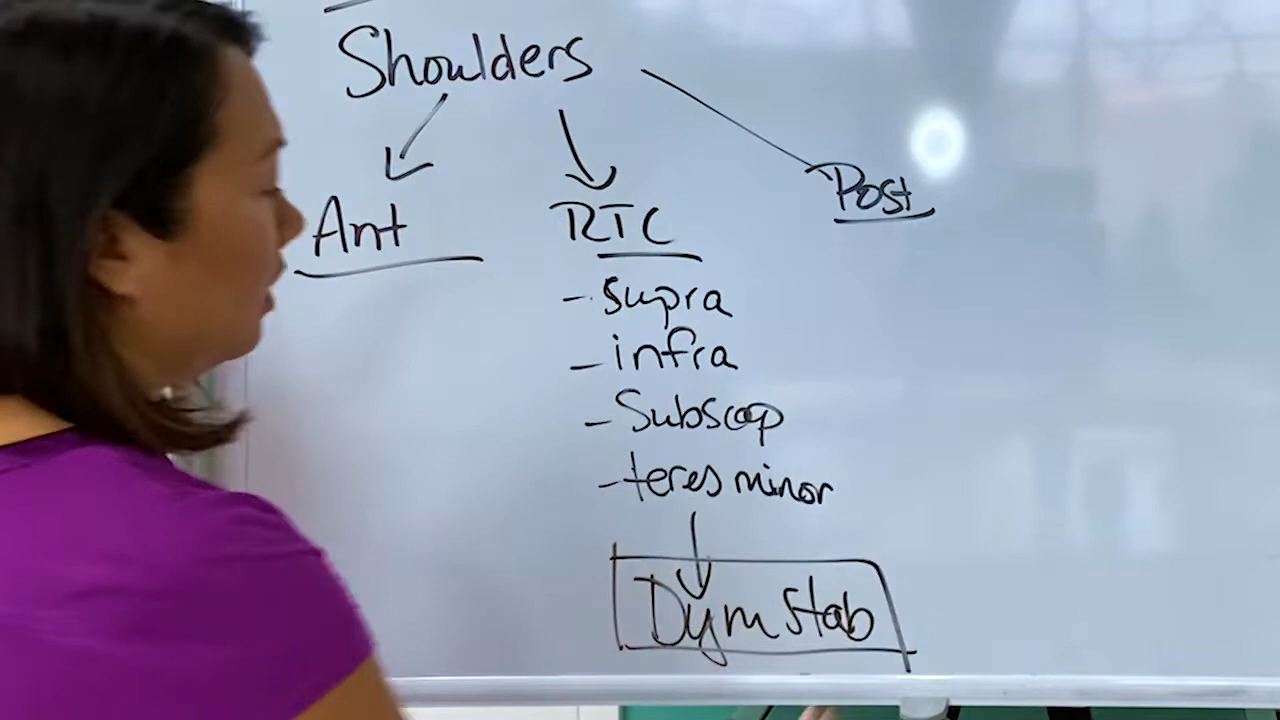 Shoulders
Ant
RTC
Post
- supra
- infra
- Subscap
- teres minor
Dym Stab